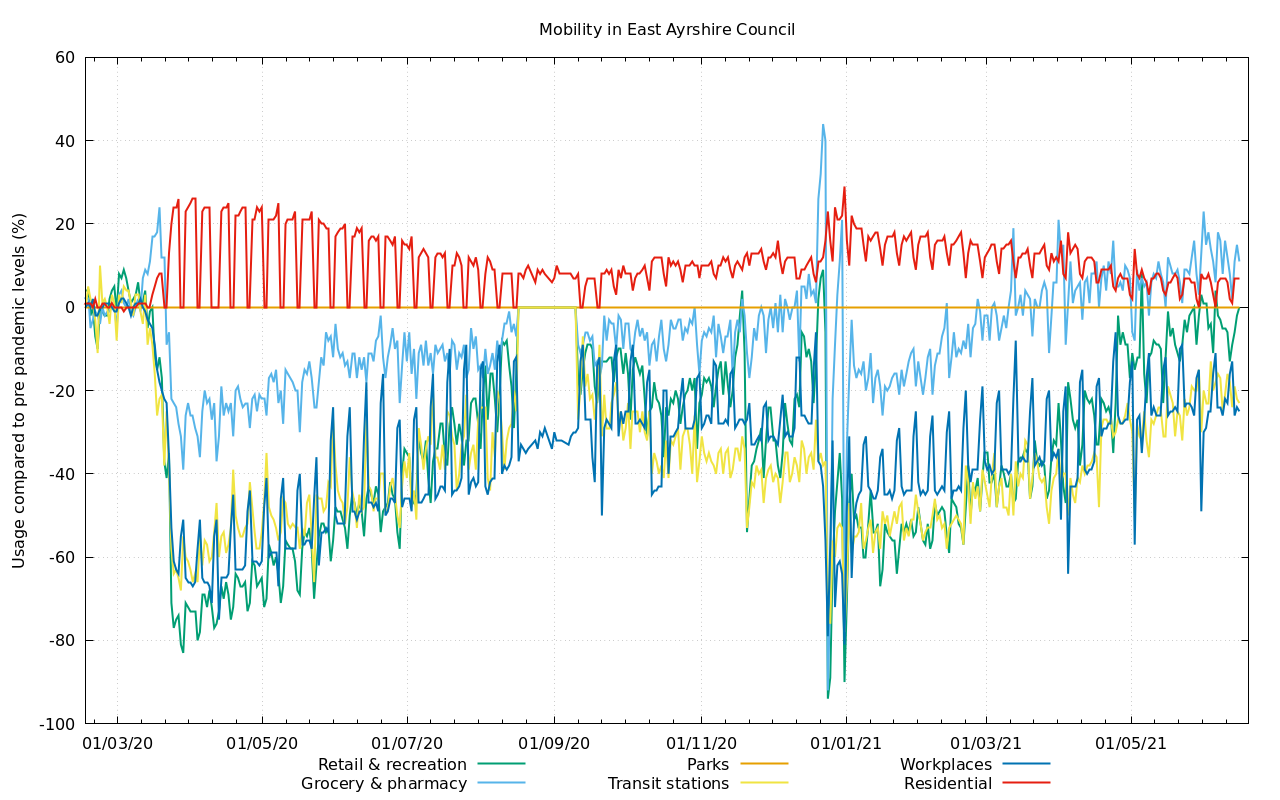 Mobility in East Ayrshire Council
Usage compared to pre pandemic levels (%)
60
40
20
0
-20
-40
-60
-80
-100
01/03/20 01/05/20 01/07/20 01/09/20 01/11/20 01/01/21 01/03/21 01/05/21
Retail & recreation Parks Workplaces
Grocery & pharmacy Transit stations Residential